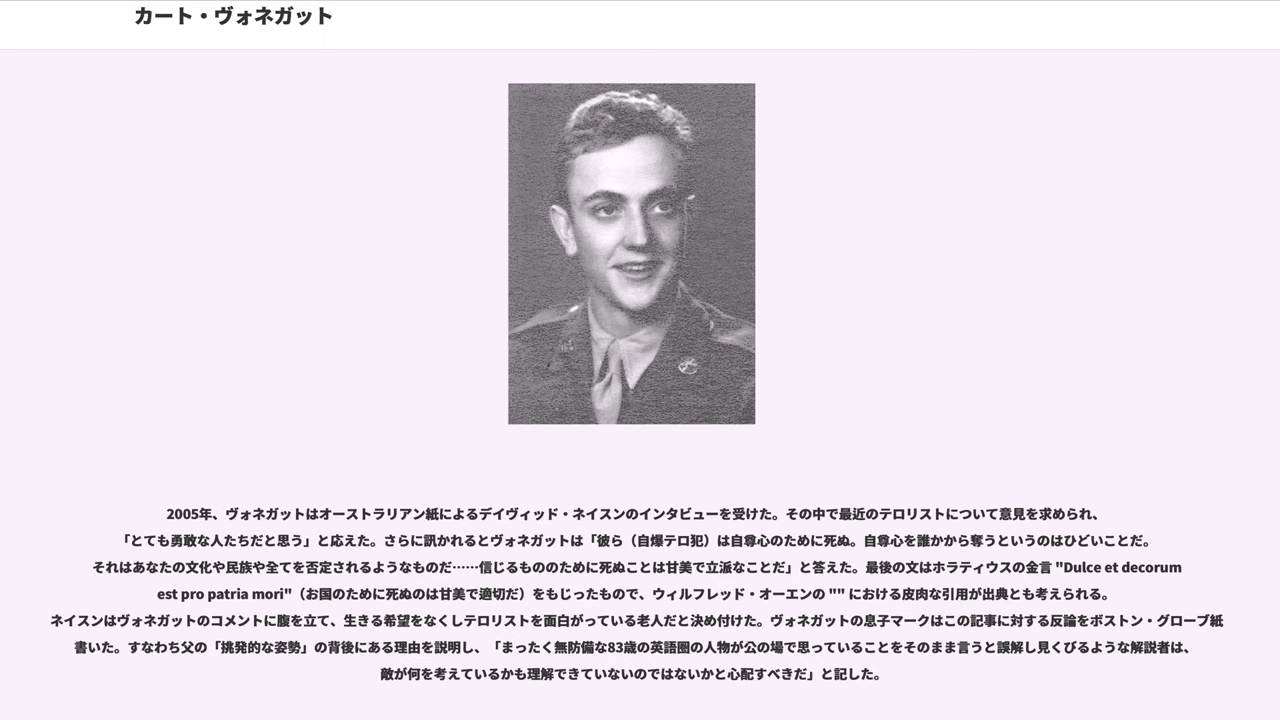 カート・ヴォネガット
2005年、ヴォネガットはオーストラリアン紙によるデイヴィッド・ネイスンのインタビューを受けた。その中で最近のテロリストについて意見を求められ、
「とても勇敢な人たちだと思う」と応えた。さらに訊かれるとヴォネガットは「彼ら（自爆テロ犯）は自尊心のために死ぬ。自尊心を誰かから奪うというのはひどいことだ。
それはあなたの文化や民族や全てを否定されるようなものだ……信じるもののために死ぬことは甘美で立派なことだ」と答えた。最後の文はホラティウスの金言 "Dulce et decorum
est pro patria mori"（お国のために死ぬのは甘美で適切だ）をもじったもので、ウィルフレッド・オーエンの "" における皮肉な引用が出典とも考えられる。
ネイスンはヴォネガットのコメントに腹を立て、生きる希望をなくしテロリストを面白がっている老人だと決め付けた。ヴォネガットの息子マークはこの記事に対する反論をボストン・グローブ紙
書いた。すなわち父の「挑発的な姿勢」の背後にある理由を説明し、「まったく無防備な83歳の英語圏の人物が公の場で思っていることをそのまま言うと誤解し見くびるような解説者は、
敵が何を考えているかも理解できていないのではないかと心配すべきだ」と記した。